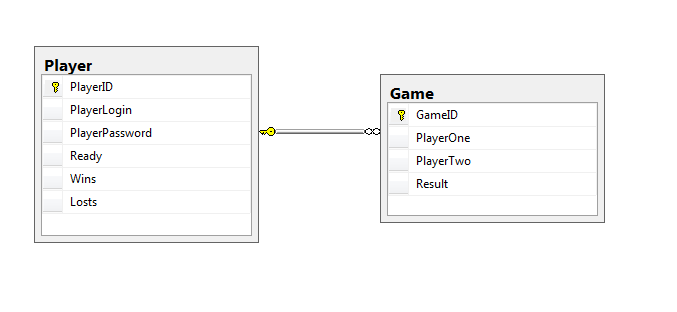 Player
PlayerID
PlayerLogin
PlayerPassword
Ready
Wins
Losts
Game
GameID
PlayerOne
PlayerTwo
Result